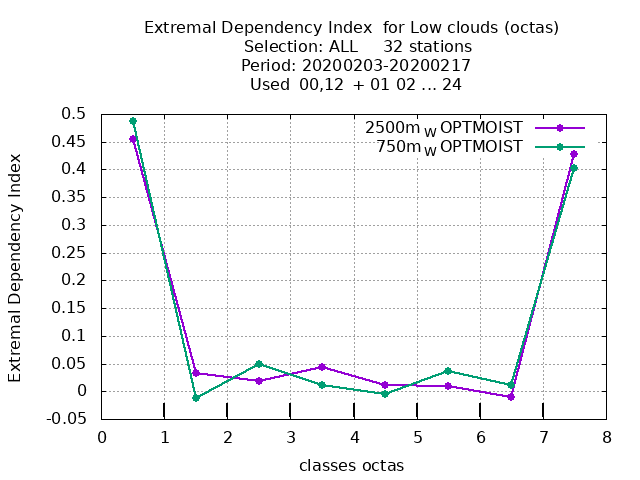 Extremal Dependency Index  for Low clouds (octas)
Selection: ALL     32 stations
Period: 20200203-20200217
Used  00,12  + 01 02 ... 24
2500m_W OPTMOIST
750m_W OPTMOIST
0.5
0.45
0.4
0.35
0.3
0.25
0.2
0.15
0.1
0.05
0
-0.05
Extremal Dependency Index
0 1 2 3 4 5 6 7 8
classes octas